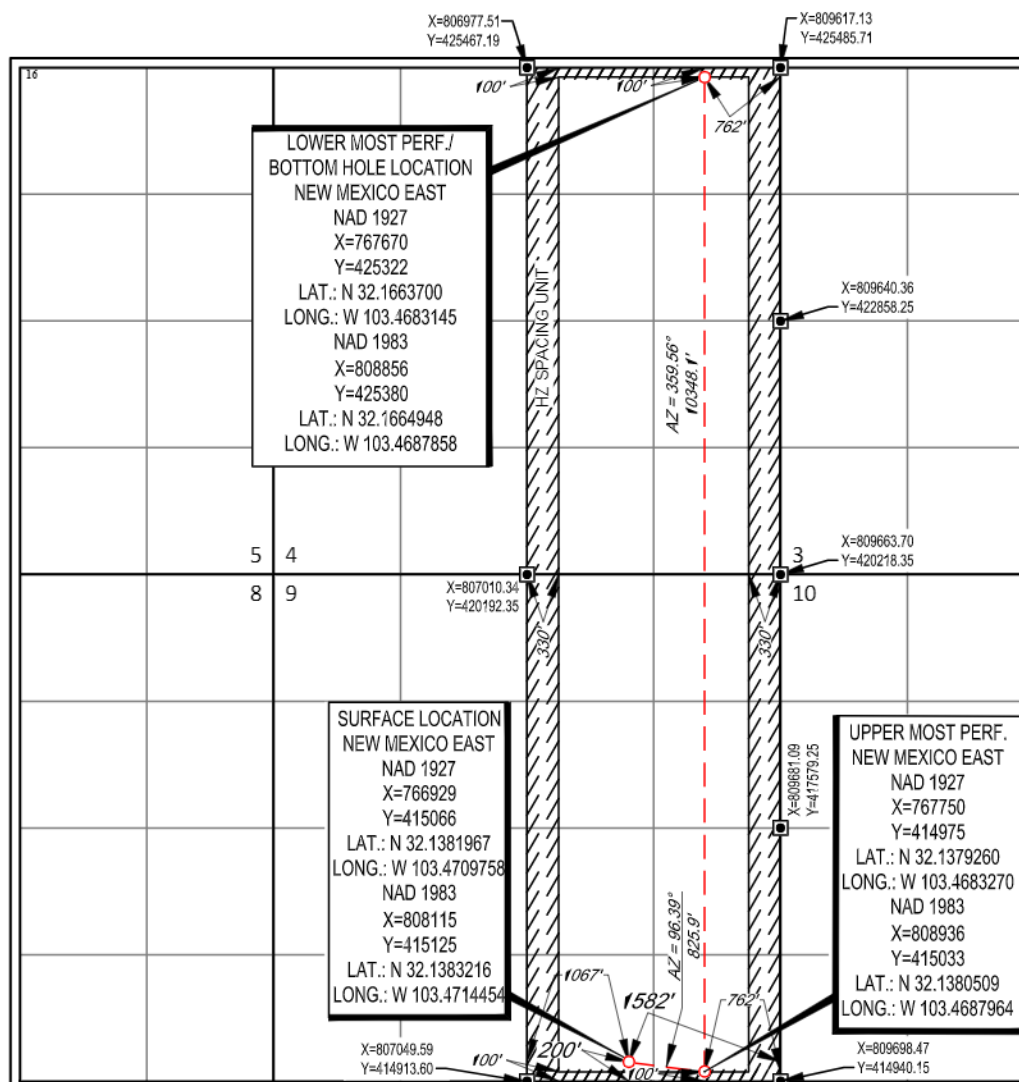 X=806977.51
Y=425467.19
X=809617.13
Y=425485.71
16
100'
100'
762'
LOWER MOST PERF./
BOTTOM HOLE LOCATION
NEW MEXICO EAST
NAD 1927
X=767670
Y=425322
LAT.: N 32.1663700
LONG.: W 103.4683145
NAD 1983
X=808856
Y=425380
LAT.: N 32.1664948
LONG.: W 103.4687858
HZ SPACING UNIT
AZ = 359.56°
10348.1'
X=809640.36
Y=422858.25
5 4
8 9
X=807010.34
Y=420192.35
330'
330'
3
10
X=809663.70
Y=420218.35
SURFACE LOCATION
NEW MEXICO EAST
NAD 1927
X=766929
Y=415066
LAT.: N 32.1381967
LONG.: W 103.4709758
NAD 1983
X=808115
Y=415125
LAT.: N 32.1383216
LONG.: W 103.4714454
X=809681.09
Y=417579.25
UPPER MOST PERF.
NEW MEXICO EAST
NAD 1927
X=767750
Y=414975
LAT.: N 32.1379260
LONG.: W 103.4683270
NAD 1983
X=808936
Y=415033
LAT.: N 32.1380509
LONG.: W 103.4687964
AZ = 96.39°
825.9'
1067'
1582'
762'
200'
100'
100'
X=807049.59
Y=414913.60
X=809698.47
Y=414940.15